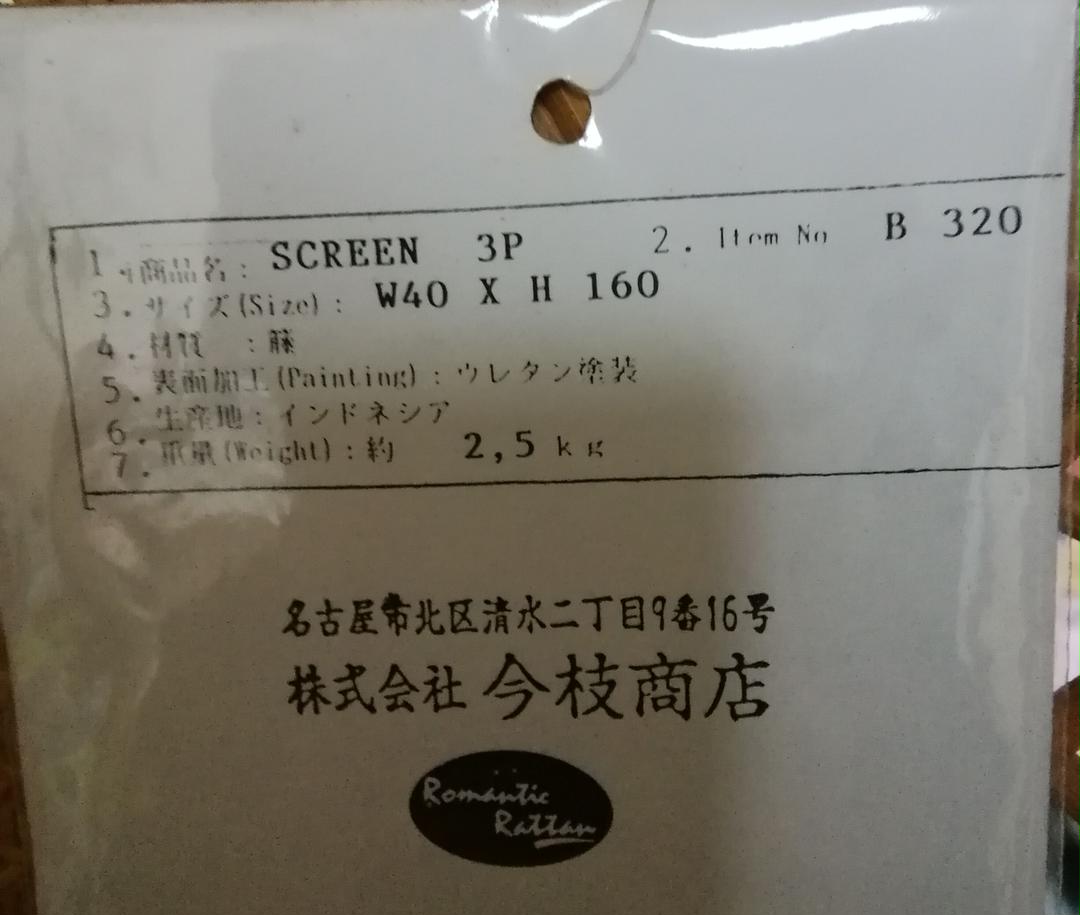 1. 商品名: SCREEN 3P 2. Item No B 320
3. サイズ(Size): W40 X H 160
4. 材質 : 藤
5. 表面加工(Painting): ウレタン塗装
6. 生産地: インドネシア
7. 重量(Weight): 約 2,5 kg
名古屋市北区清水二丁目9番16号
株式会社 今枝商店
Romantic
Rattan